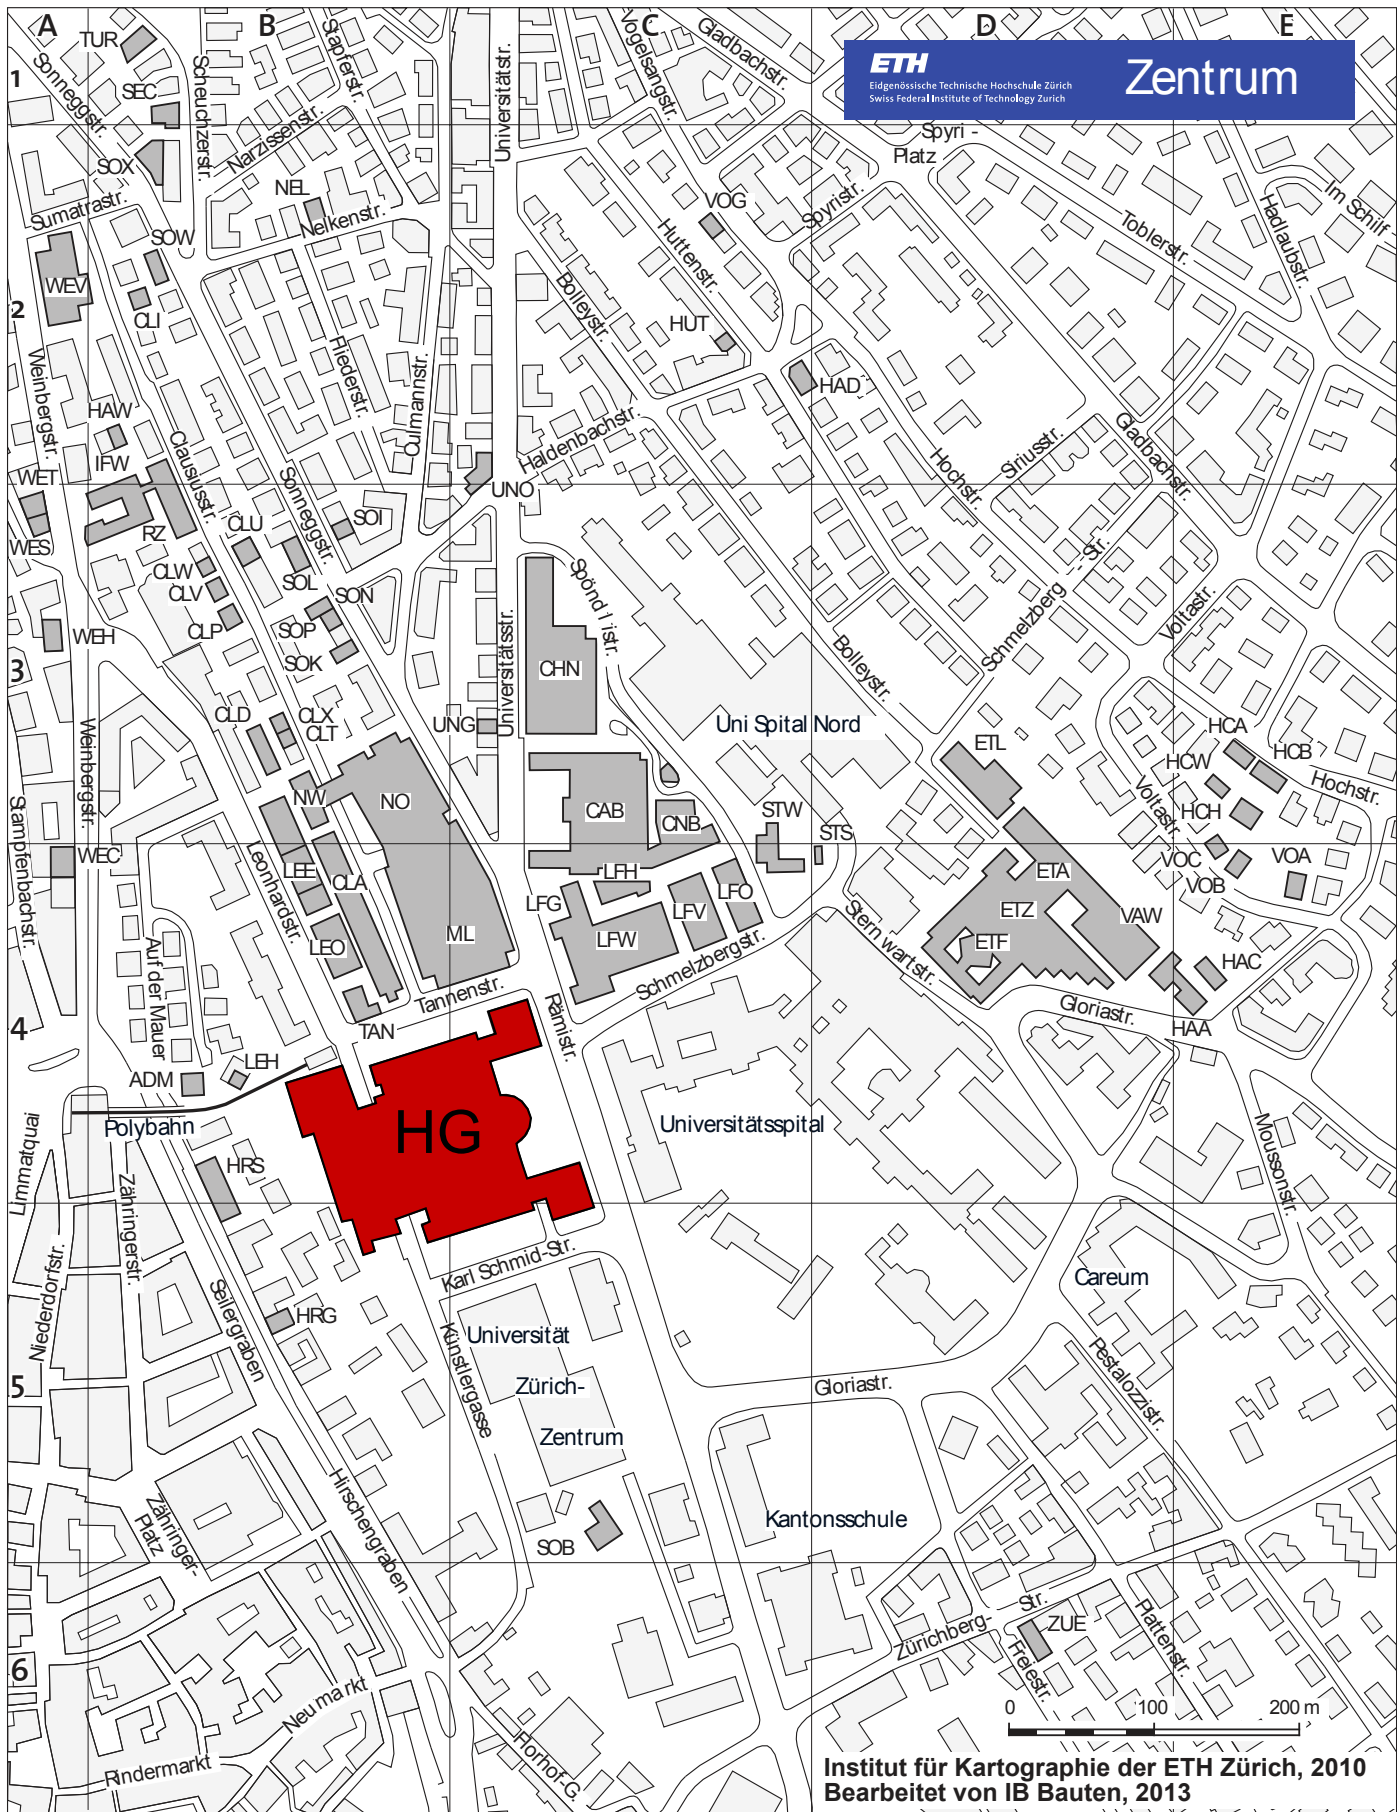 A
B
C
D
E
1
2
3
4
5
6
ETH
Eidgenössische Technische Hochschule Zürich
Swiss Federal Institute of Technology Zurich
Zentrum
TUR
SEC
SOX
Sonneggstr.
Scheuchzerstr.
Stapferstr.
Narzissenstr.
NEL
Nelkenstr.
Sumatrastr.
SOW
WEV
CLI
Universitätstr.
Vogelsangstr.
Gladbachstr.
Spyri -
Platz
VOG
Spyristr.
Huttenstr.
Toblerstr.
Hadlaubstr.
Im Schilf
Bolleystr.
HUT
HAD
Weinbergstr.
Fliederstr.
Culmannstr.
HAW
IFW
Clausiusstr.
Sonneggstr.
Haldenbachstr.
UNO
Hochstr.
Siriusstr.
Gladbachstr.
WET
WES
RZ
CLU
SOI
CLW
CLV
SOL
SON
CLP
SOP
SOK
WEH
Spöndlistr.
Universitätsstr.
CHN
Schmelzberg - Str.
Voltastr.
Bolleystr.
CLD
CLX
CLT
UNG
Uni Spital Nord
ETL
HCA
HCB
HCW
Hochstr.
HCH
Voltastr.
Weinbergstr.
Stampfenbachstr.
NW
NO
CAB
CNB
STW
STS
WEC
LEE
CLA
LFH
LFO
LFG
LFV
LFW
ETA
ETZ
ETF
VAW
VOC
VOB
VOA
Leonhardstr.
LEO
ML
Auf der Mauer
Schmelzbergstr.
Sternwartstr.
HAC
Tannenstr.
TAN
Rämistr.
Gloriastr.
HAA
LEH
ADM
Polybahn
HG
Universitätsspital
Moussonstr.
Limmatquai
HRS
Zähringerstr.
Niederdorfstr.
Seilergraben
Karl Schmid-Str.
Careum
HRG
Künstlergasse
Universität
Zürich-
Zentrum
Gloriastr.
Pestalozzistr.
Hirschengraben
Zähringer-
Platz
SOB
Kantonsschule
Zürichberg-
Str.
ZUE
Freiestr.
Plattenstr.
Neumarkt
Rindermarkt
Florhof-G.
0
100
200 m
Institut für Kartographie der ETH Zürich, 2010
Bearbeitet von IB Bauten, 2013